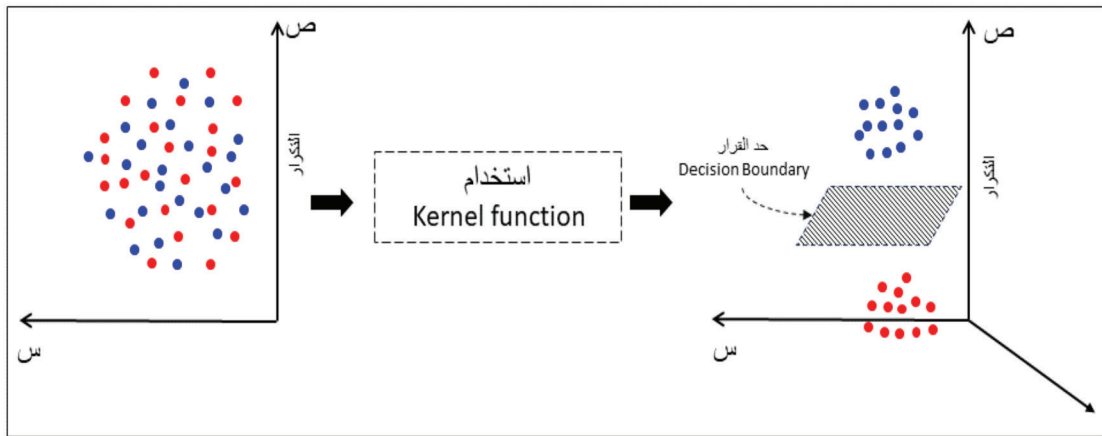 ص
التكرار
س
استخدام
Kernel function
ص
التكرار
حد القرار
Decision Boundary
س